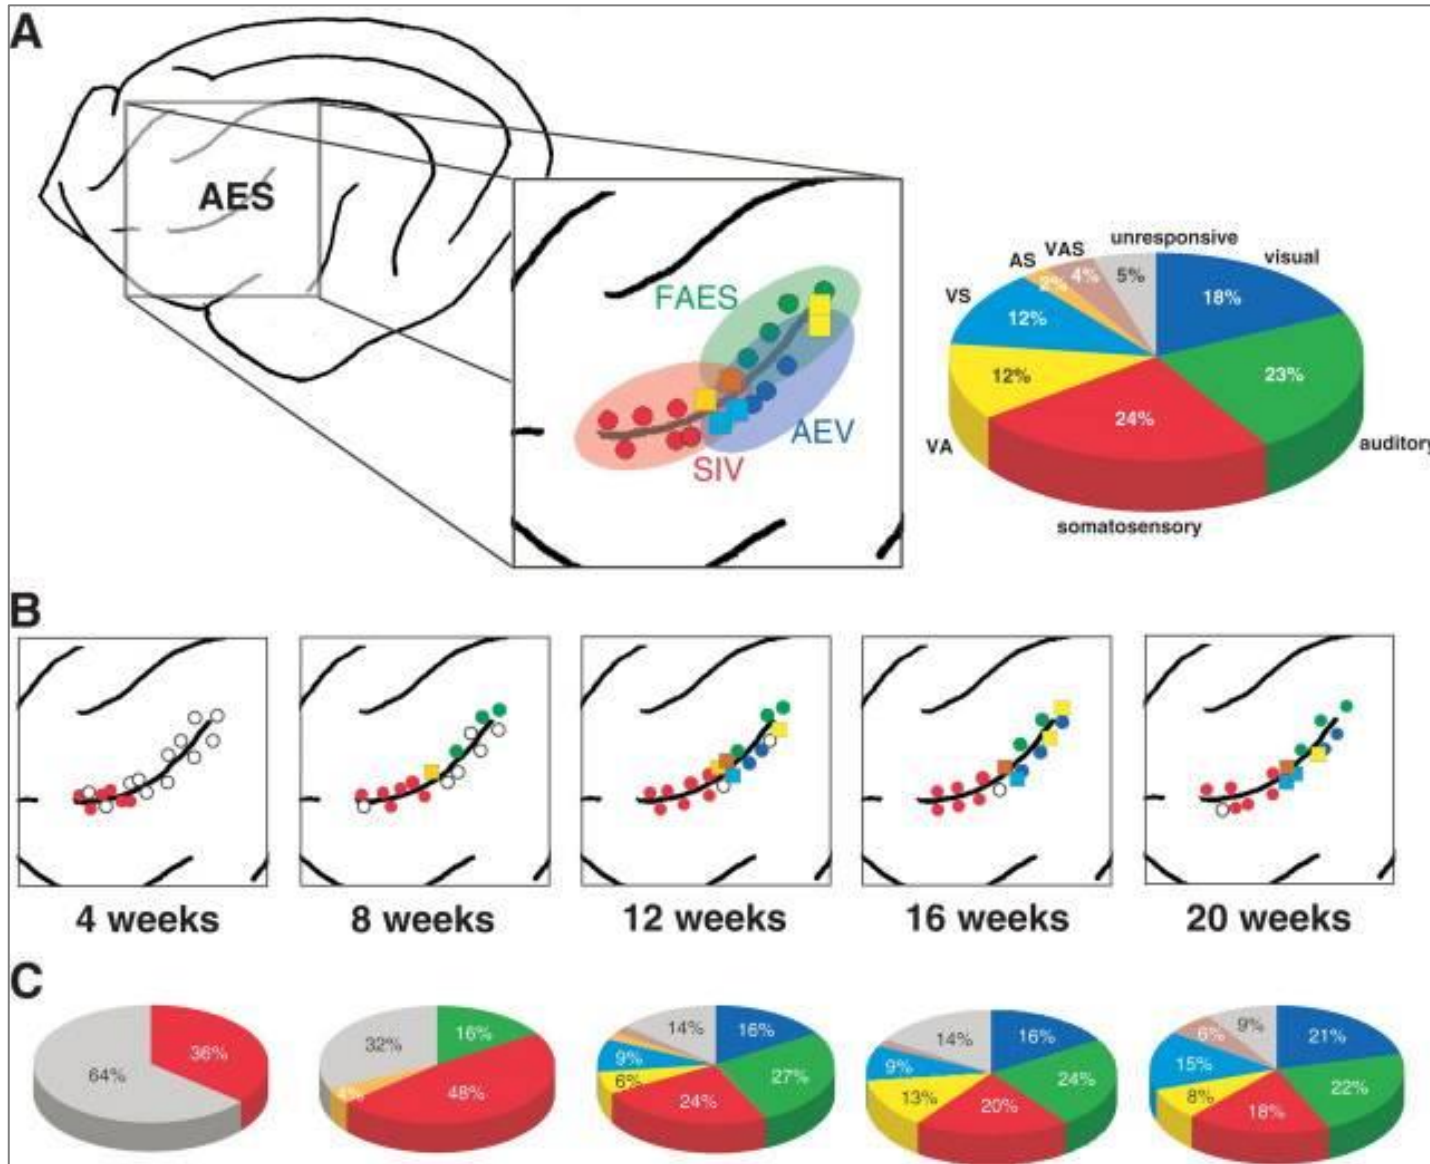 A
AES
FAES
AEV
SIV
unresponsive
VAS
AS
visual
VS
5%
4%
2%
18%
12%
12%
23%
24%
VA
auditory
somatosensory
B
4 weeks
8 weeks
12 weeks
16 weeks
20 weeks
C
36%
64%
16%
32%
4%
48%
14%
16%
9%
6%
27%
24%
14%
16%
9%
13%
24%
20%
6%
9%
21%
15%
8%
22%
18%